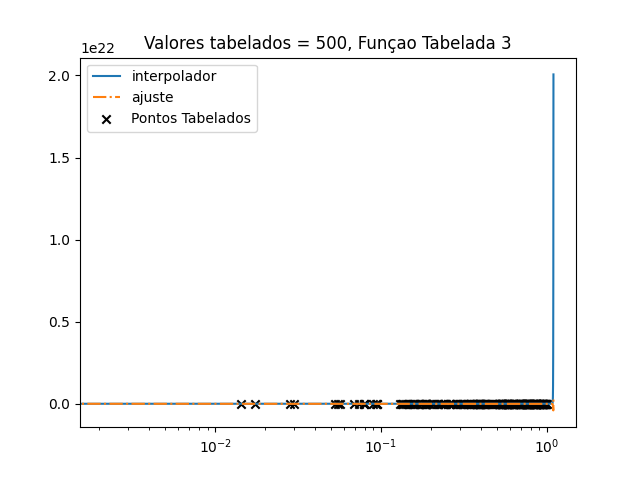 Valores tabelados = 500, Funçao Tabelada 3
1e22
interpolador
ajuste
Pontos Tabelados
2.0
1.5
1.0
0.5
0.0
10⁻² 10⁻¹ 10⁰